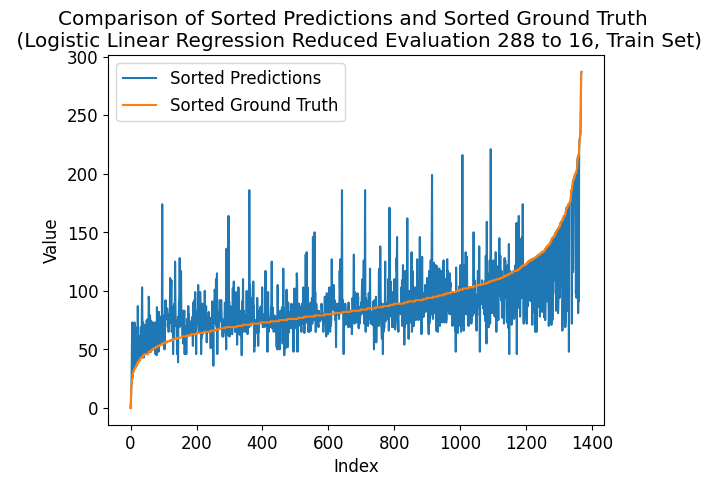 Comparison of Sorted Predictions and Sorted Ground Truth
(Logistic Linear Regression Reduced Evaluation 288 to 16, Train Set)
Sorted Predictions
Sorted Ground Truth
Value
300
250
200
150
100
50
0
0 200 400 600 800 1000 1200 1400
Index